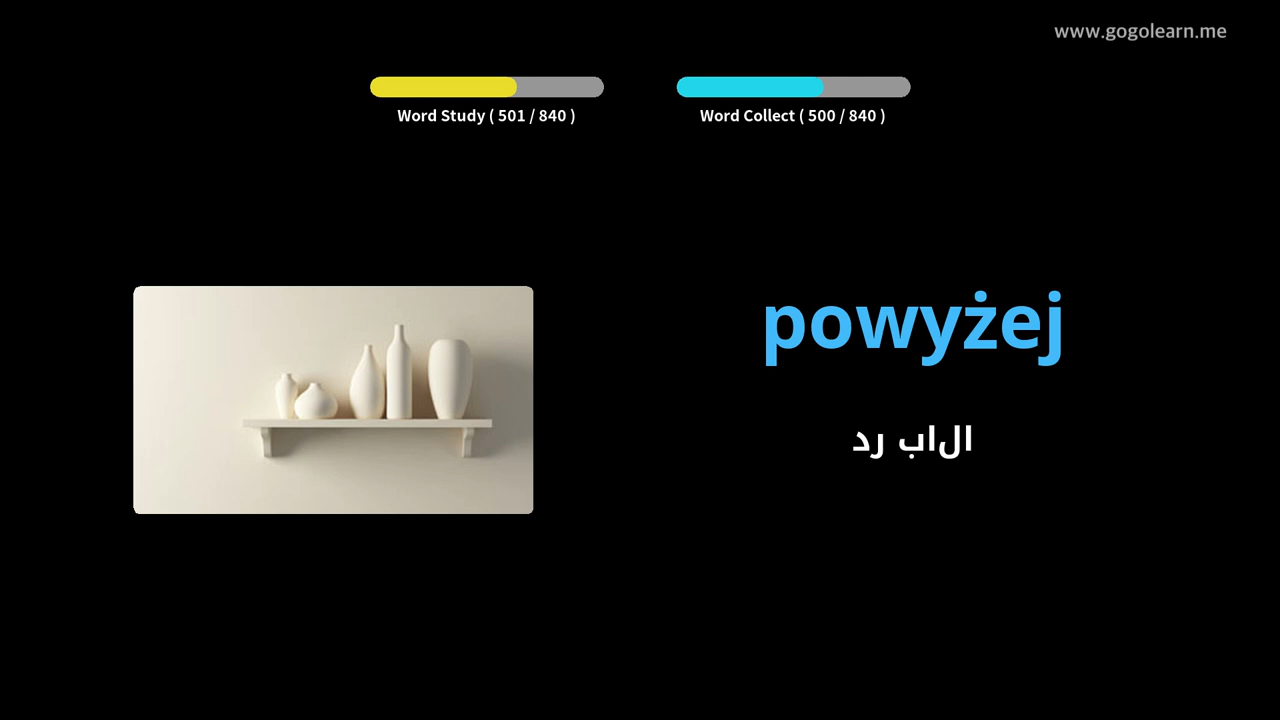 www.gogolearn.me
Word Study ( 501 / 840 )
Word Collect ( 500 / 840 )
powyżej
الاب رد